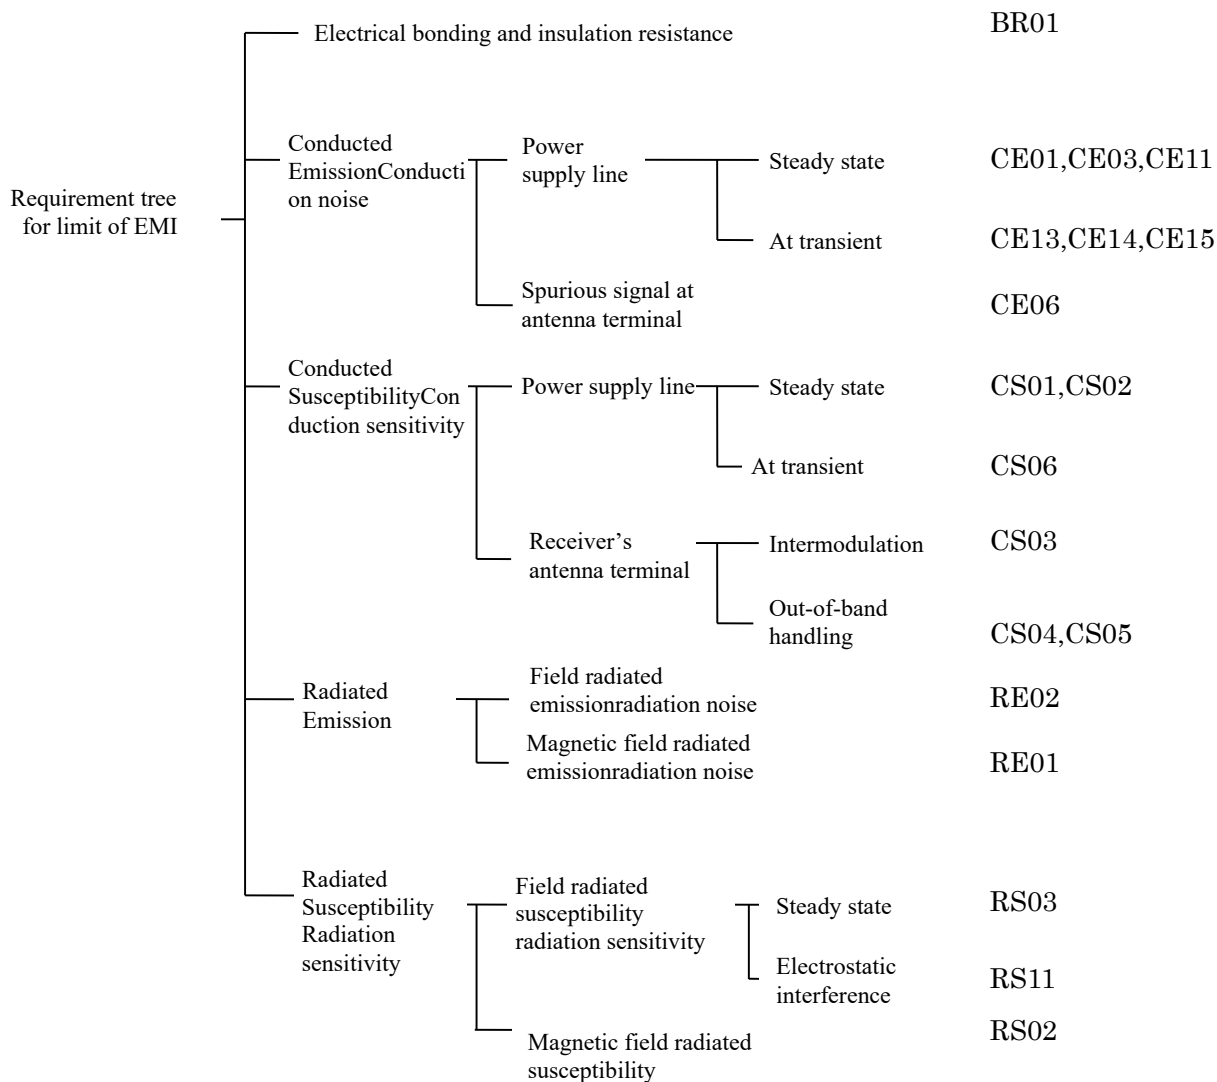 Electrical bonding and insulation resistance
BR01
Conducted
EmissionConducti
on noise
Power
supply line
Steady state
CE01,CE03,CE11
Requirement tree
for limit of EMI
At transient
CE13,CE14,CE15
Spurious signal at
antenna terminal
CE06
Conducted
SusceptibilityCon
duction sensitivity
Power supply line
Steady state
CS01,CS02
At transient
CS06
Receiver’s
antenna terminal
Intermodulation
CS03
Out-of-band
handling
CS04,CS05
Radiated
Emission
Field radiated
emissionradiation noise
RE02
Magnetic field radiated
emissionradiation noise
RE01
Radiated
Susceptibility
Radiation
sensitivity
Field radiated
susceptibility
radiation sensitivity
Steady state
RS03
Electrostatic
interference
RS11
Magnetic field radiated
susceptibility
RS02